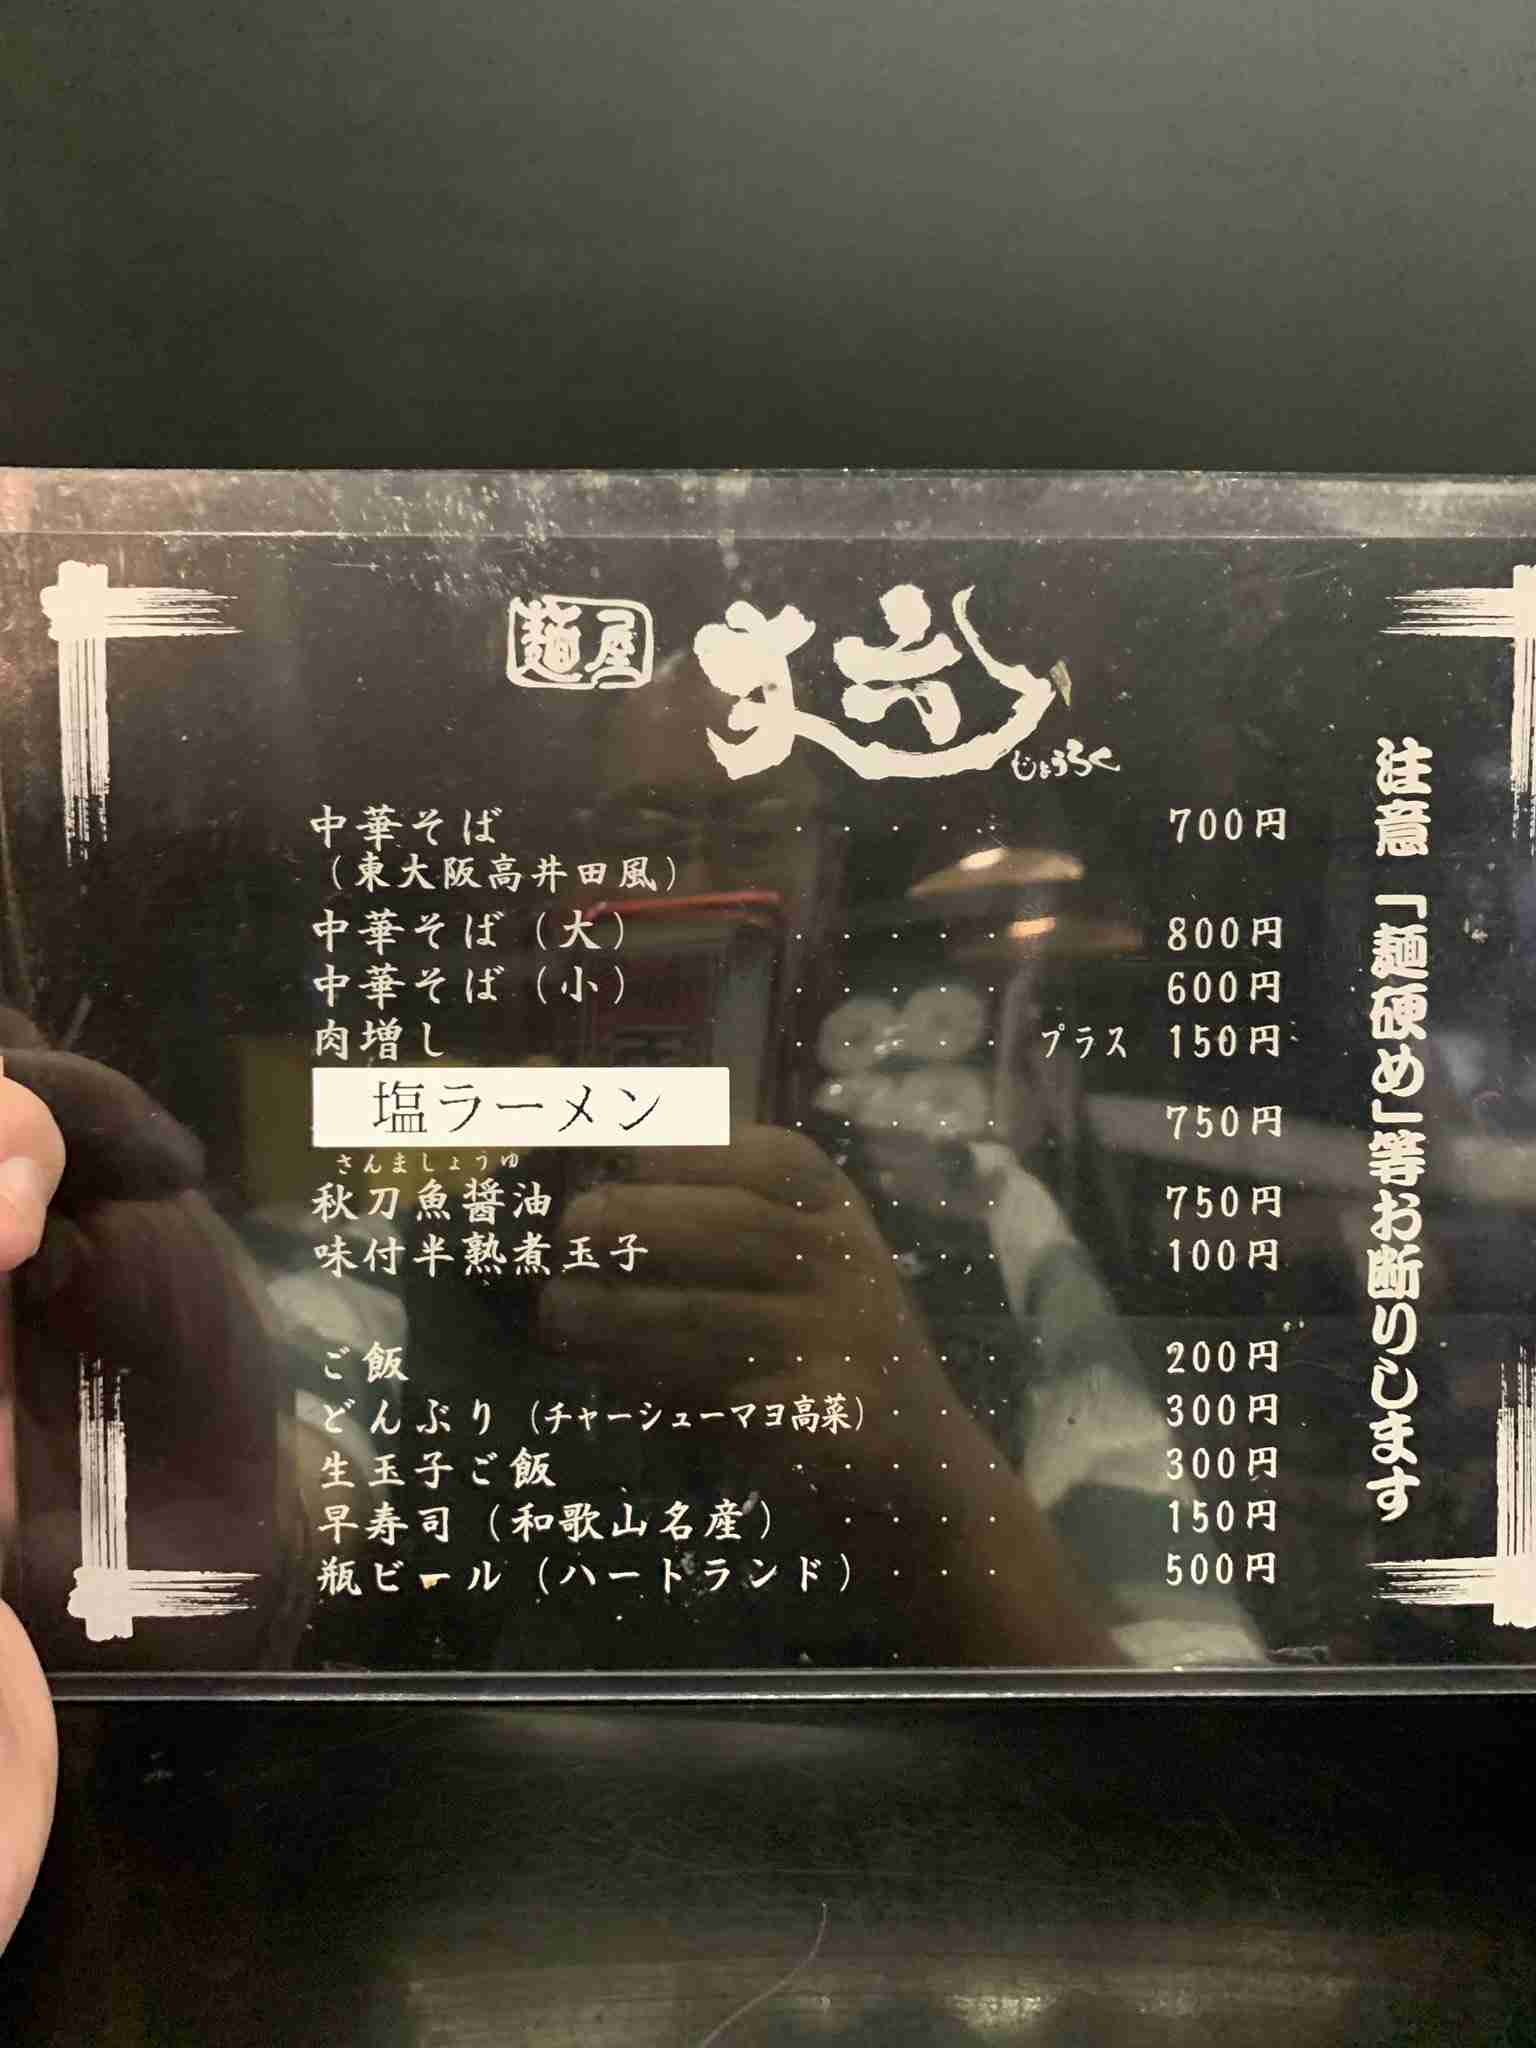 麺屋 丈六
じょうろく
中華そば ・・・・・ 700円
（東大阪高井田風）
中華そば（大） ・・・・・ 800円
中華そば（小） ・・・・・ 600円
肉増し ・・・・・ プラス 150円
塩ラーメン ・・・・・ 750円
さんましょうゆ
秋刀魚醤油 ・・・・・ 750円
味付半熟煮玉子 ・・・・・ 100円
ご飯 ・・・・・・ 200円
どんぶり（チャーシューマヨ高菜）・・・ 300円
生玉子ご飯 ・・・・・ 300円
早寿司（和歌山名産） ・・・・ 150円
瓶ビール（ハートランド）・・・ 500円
注意「麺硬め」等お断りします